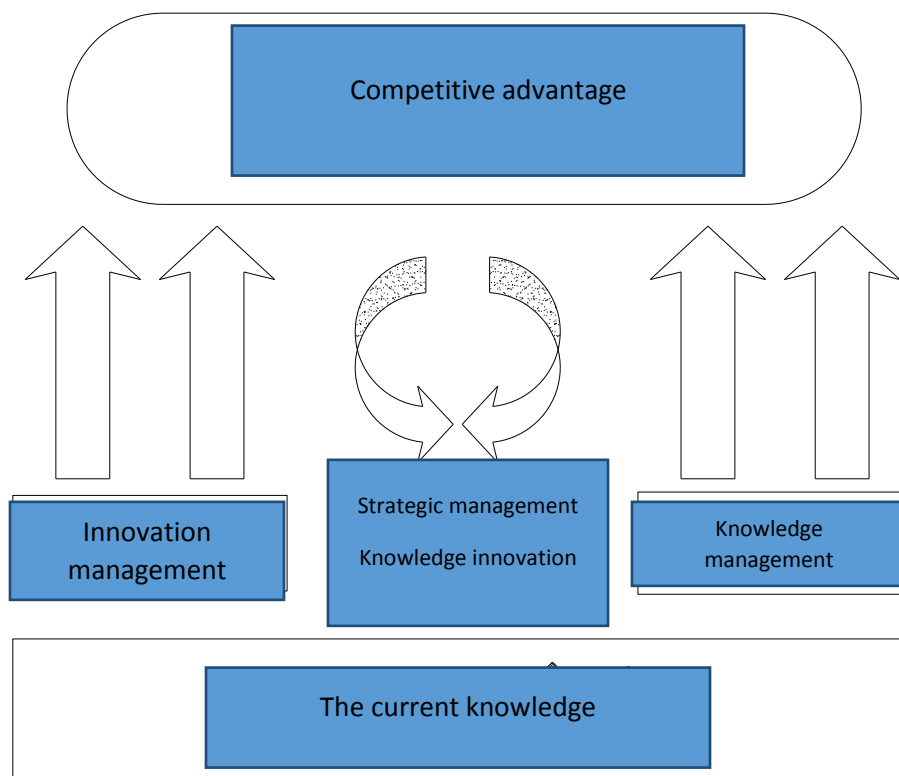 Competitive advantage
Innovation
management
Strategic management
Knowledge innovation
Knowledge
management
The current knowledge